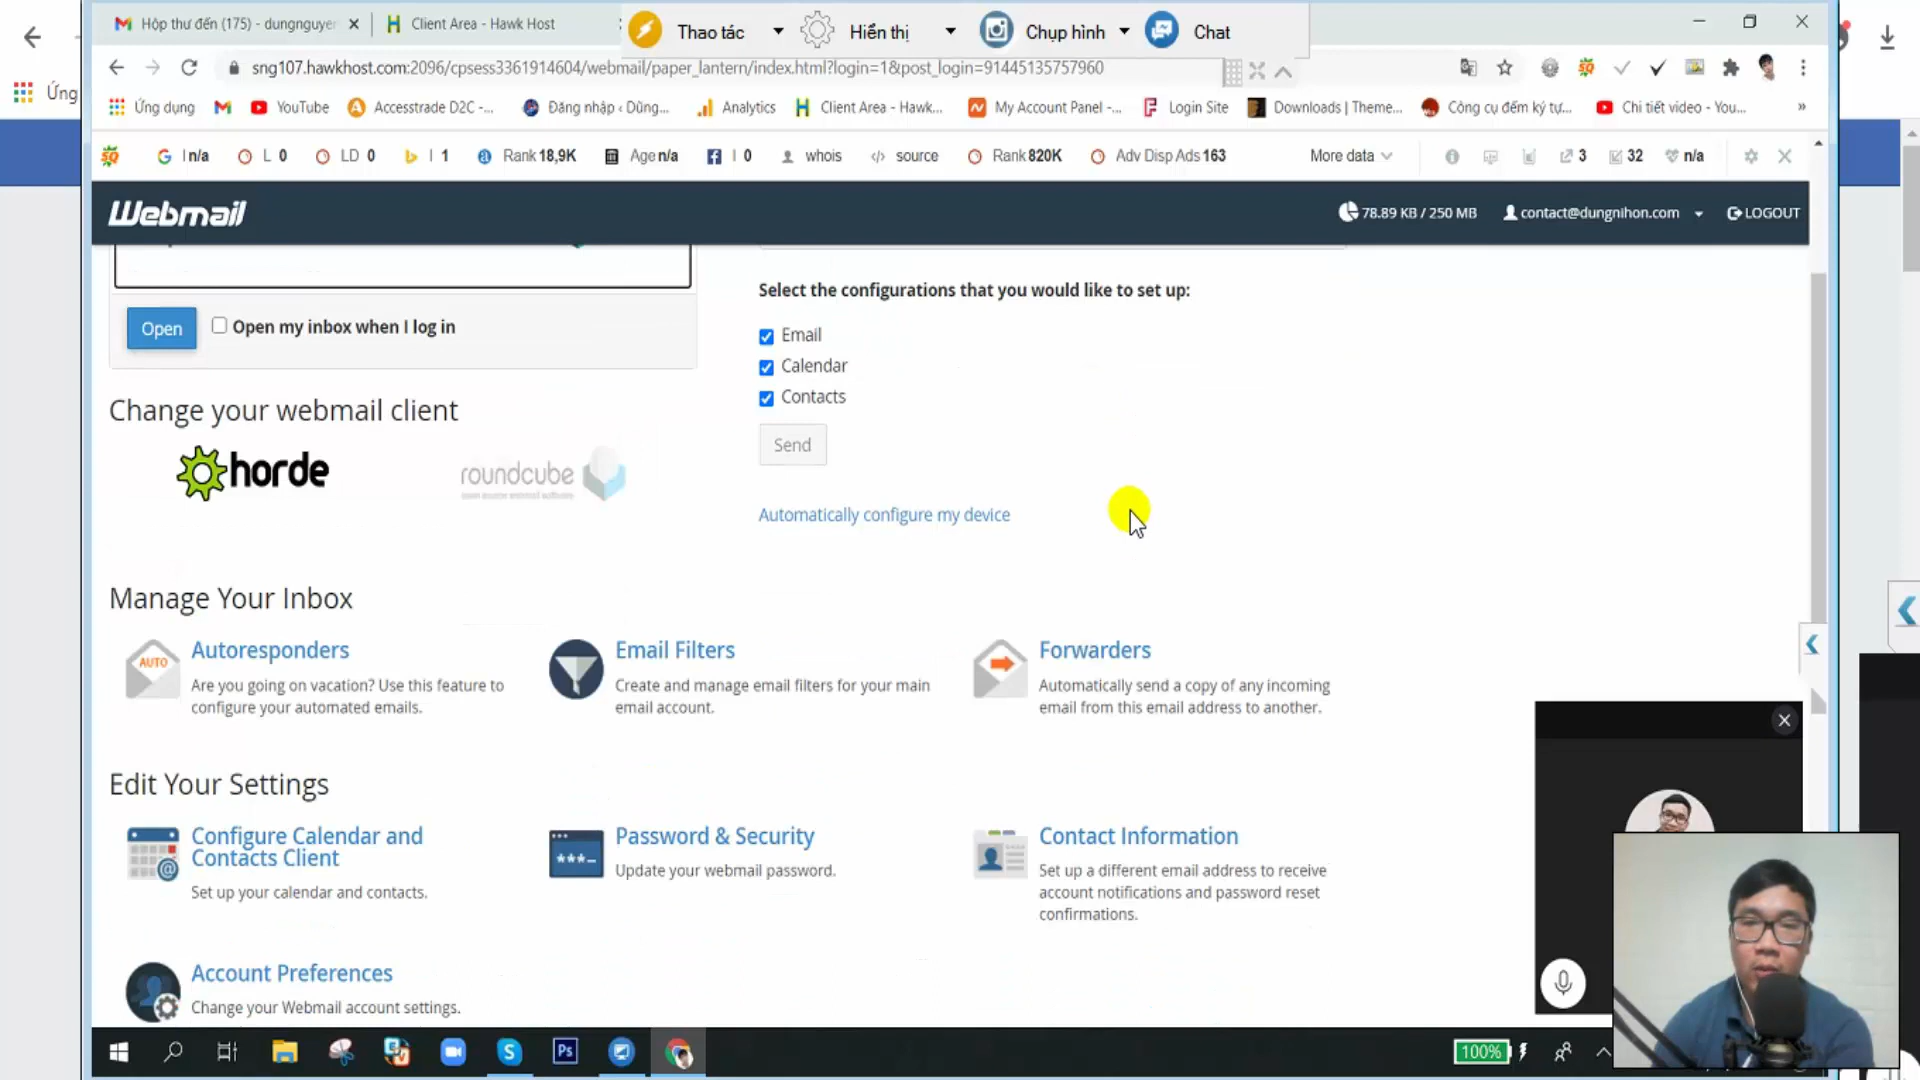 Hộp thư đến (175) - dungnguye
Client Area - Hawk Host
Thao tác
Hiển thị
Chụp hình
Chat
sng107.hawkhost.com:2096/cpsess3361914604/webmail/paper_lantern/index.html?login=1&post_login=91445135757960
Ứng
Ứng dụng
YouTube
Accesstrade D2C -...
Đăng nhập ‹ Dũng...
Analytics
Client Area - Hawk...
My Account Panel -...
Login Site
Downloads | Theme...
Công cụ đếm ký tự...
Chi tiết video - You...
»
I n/a
L 0
LD 0
I 1
Rank 18,9K
Age n/a
I 0
whois
source
Rank 820K
Adv Disp Ads 163
More data
3
32
n/a
Webmail
78.89 KB / 250 MB
contact@dungnihon.com
LOGOUT
Open
Open my inbox when I log in
Select the configurations that you would like to set up:
Email
Calendar
Contacts
Send
Automatically configure my device
Change your webmail client
horde
roundcube
open source webmail software
Manage Your Inbox
AUTO
Autoresponders
Are you going on vacation? Use this feature to
configure your automated emails.
Email Filters
Create and manage email filters for your main
email account.
Forwarders
Automatically send a copy of any incoming
email from this email address to another.
Edit Your Settings
Configure Calendar and
Contacts Client
Set up your calendar and contacts.
Password & Security
Update your webmail password.
Contact Information
Set up a different email address to receive
account notifications and password reset
confirmations.
Account Preferences
Change your Webmail account settings.
Ps
100%